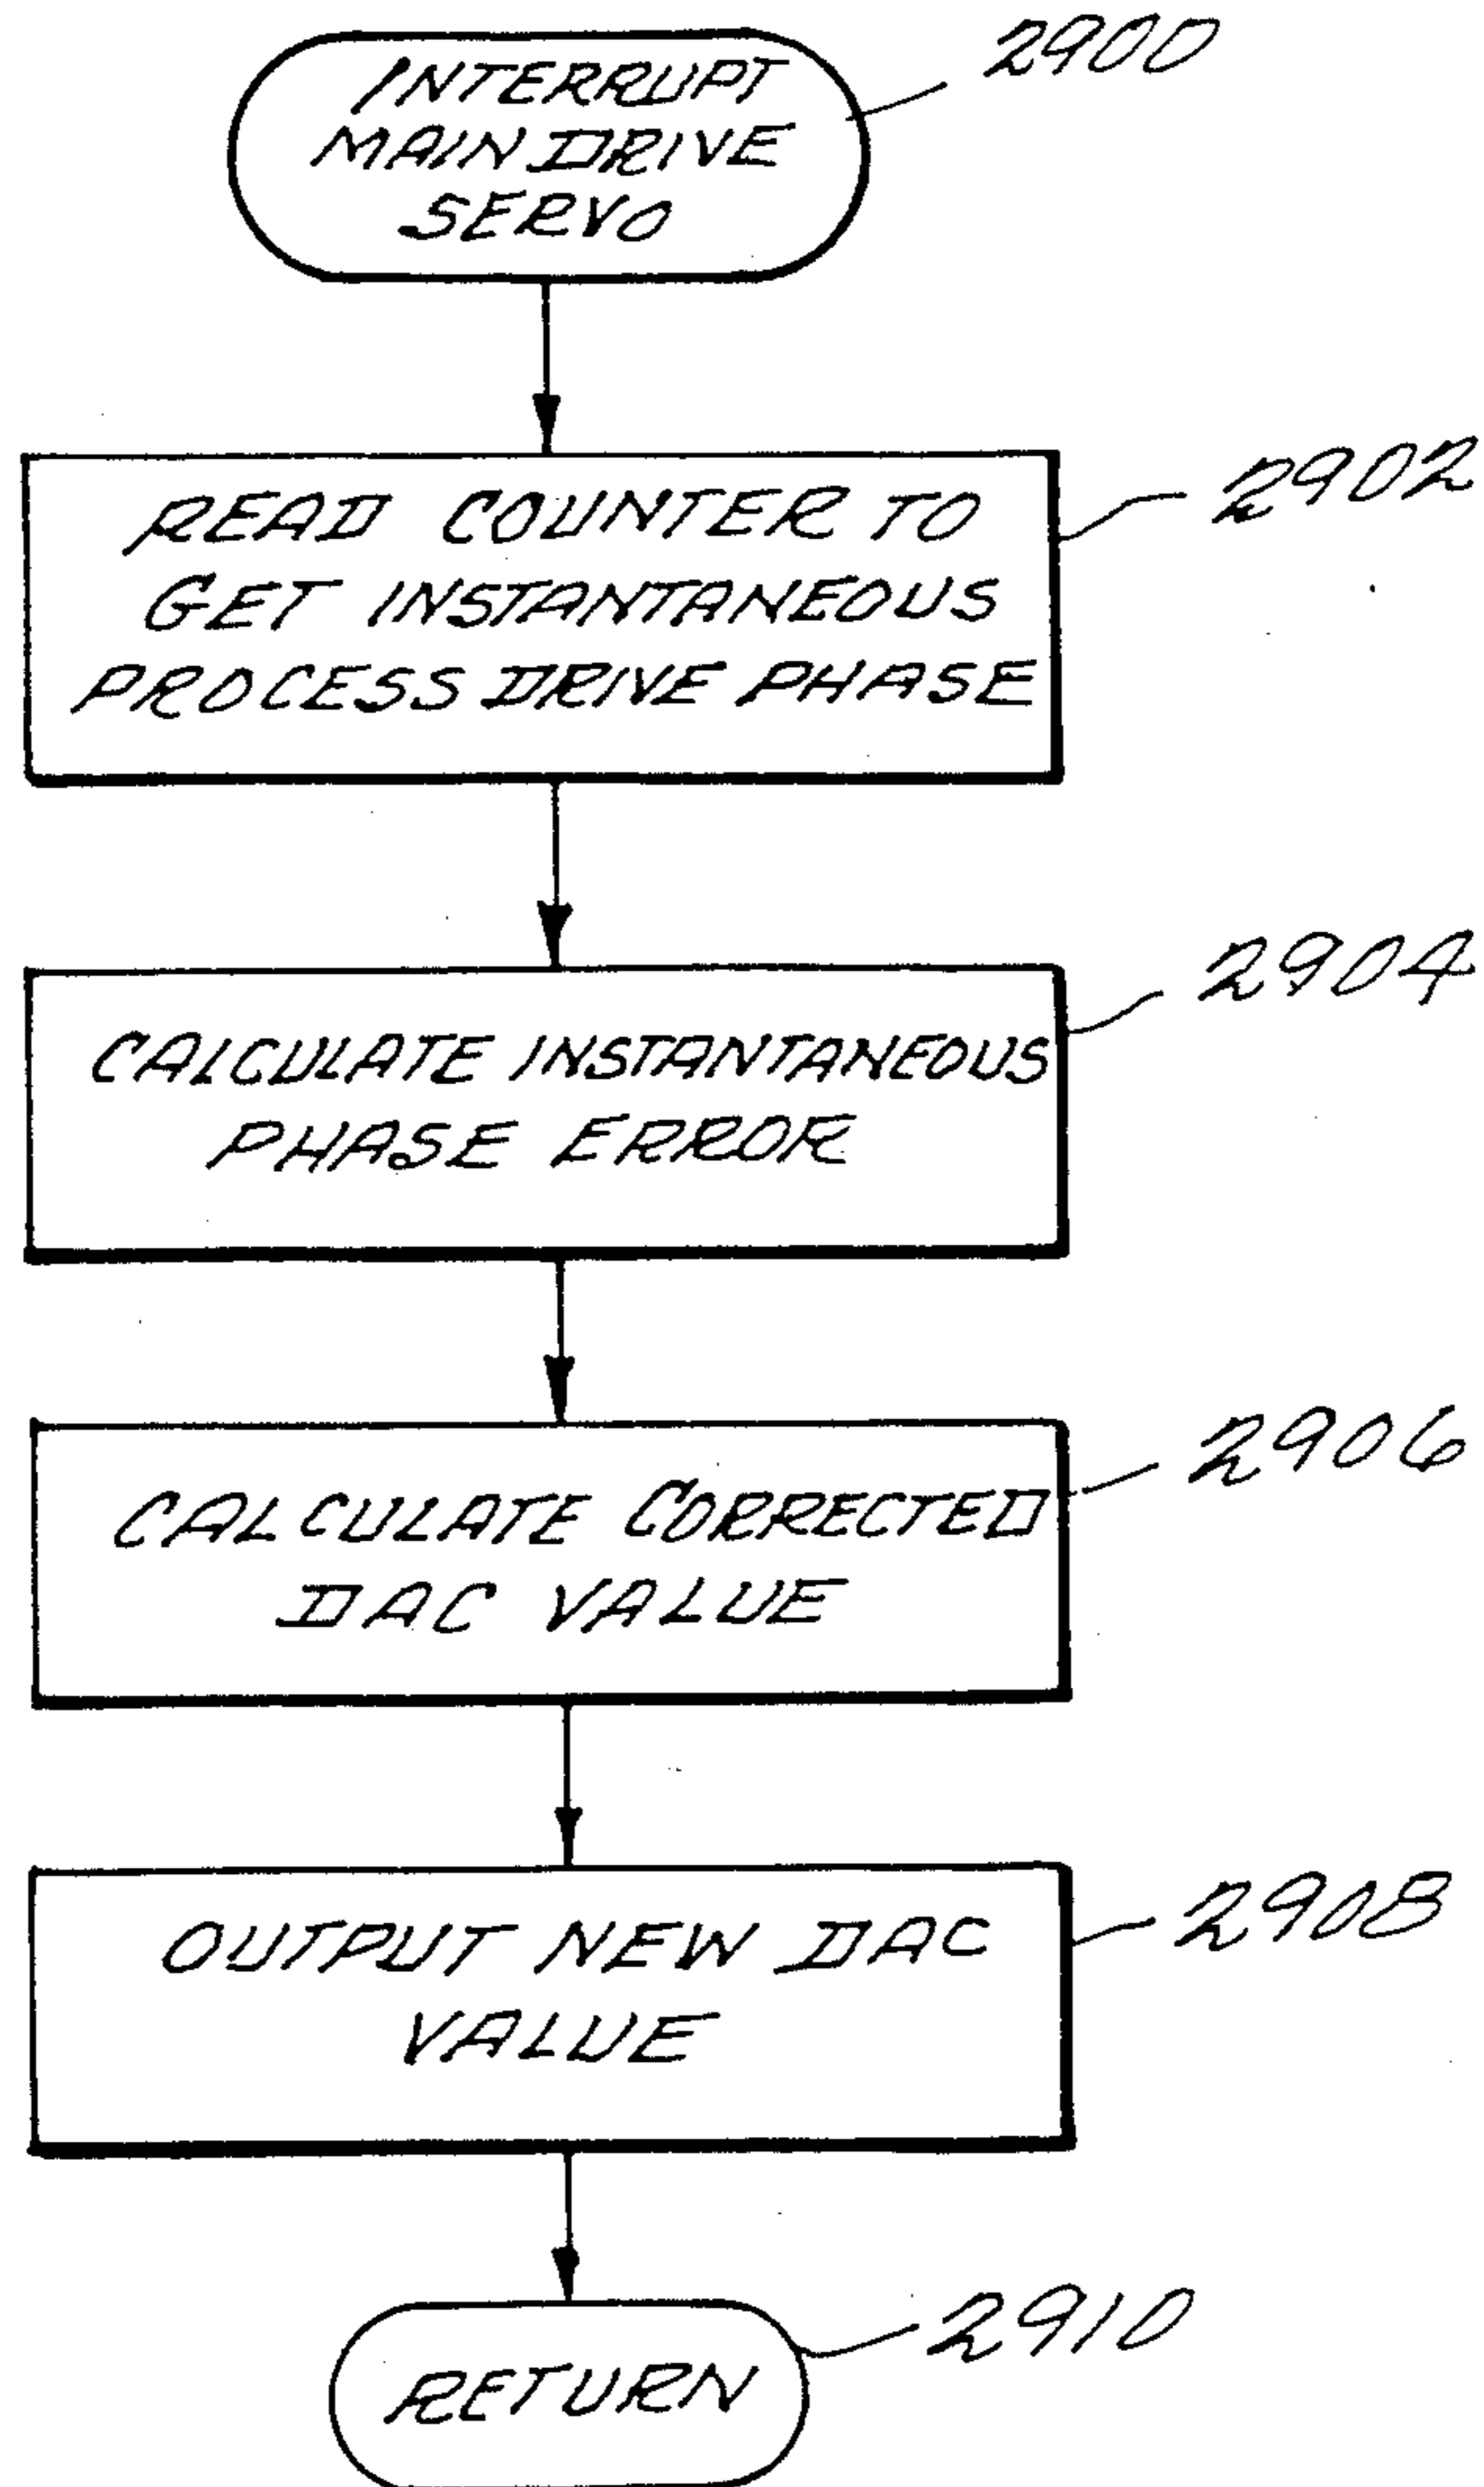 INTERRUPT
MAIN DRIVE
SERVO
2900
READ COUNTER TO
GET INSTANTANEOUS
PROCESS DRIVE PHASE
2902
CALCULATE INSTANTANEOUS
PHASE ERROR
2904
CALCULATE CORRECTED
DAC VALUE
2906
OUTPUT NEW DAC
VALUE
2908
RETURN
2910